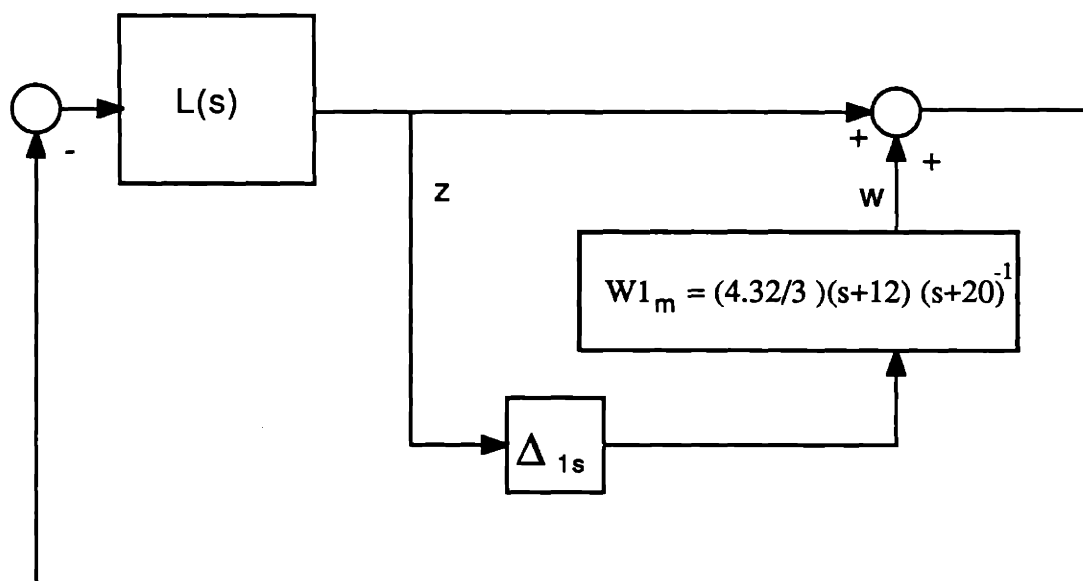 L(s)
-
+
+
z
w
W1m = (4.32/3 )(s+12) (s+20)^-1
Δ 1s